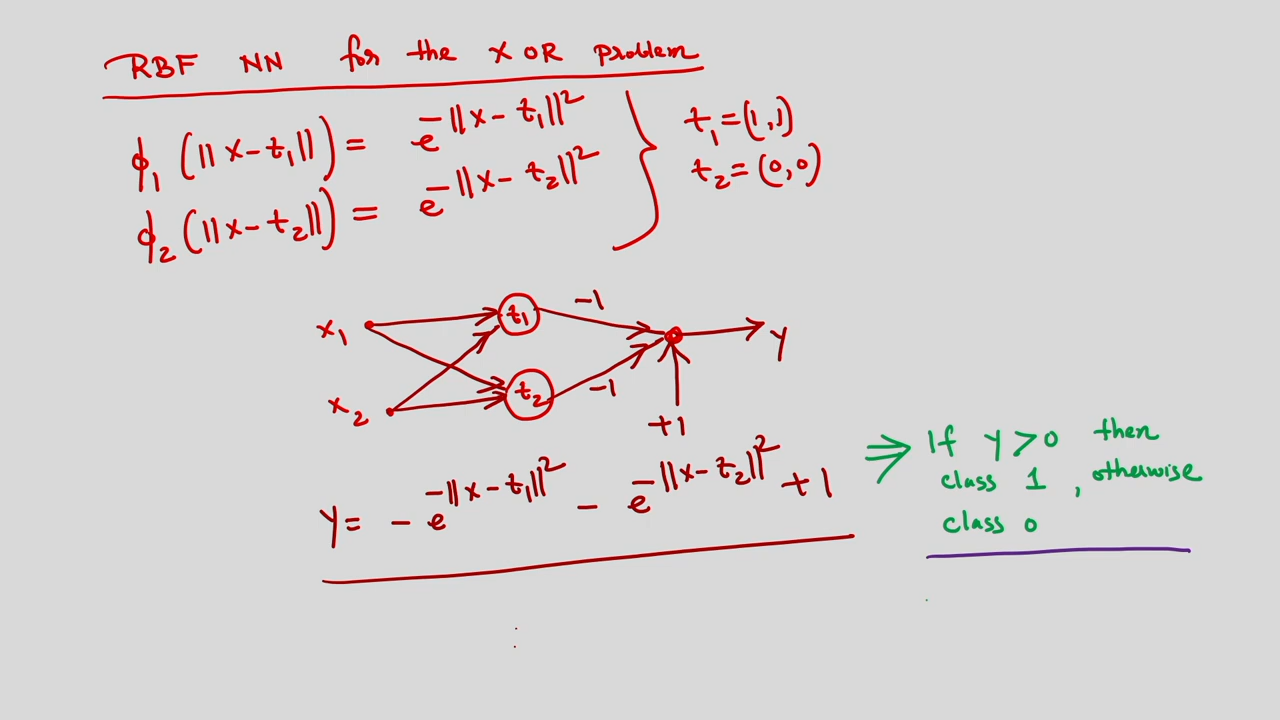 RBF NN for the XOR problem
ϕ₁ (||x-t₁||) = e^-||x-t₁||² t₁=(1,1)
ϕ₂ (||x-t₂||) = e^-||x-t₂||² t₂=(0,0)
x₁ t₁ -1
y
x₂ t₂ -1
+1
y = - e^-||x-t₁||² - e^-||x-t₂||² +1
⇒ If y>0 then
class 1, otherwise
class 0